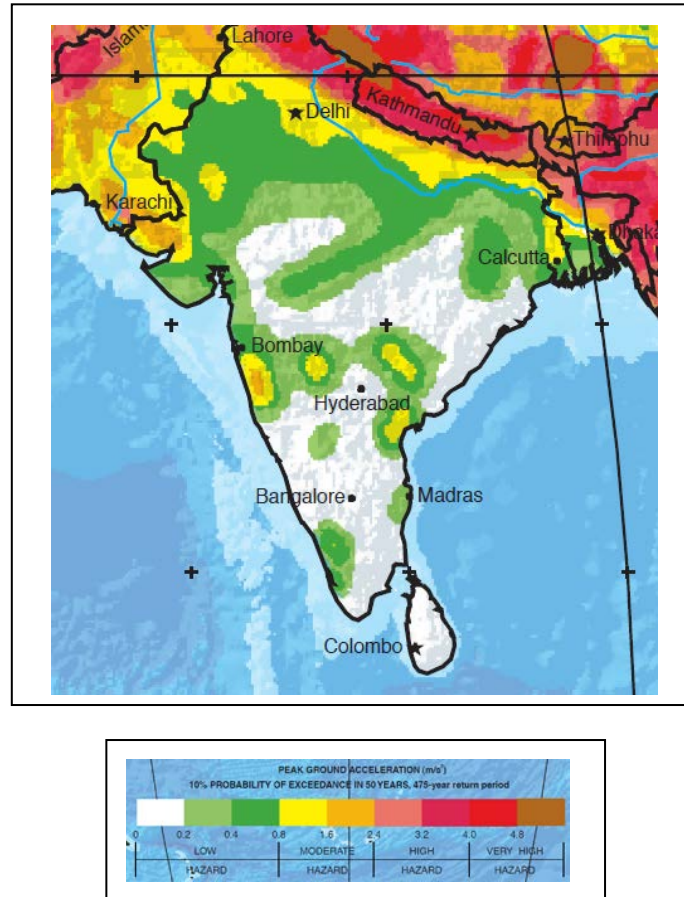 Islama
Lahore
Delhi
Kathmandu
Thimphu
Karachi
Dhaka
Calcutta
Bombay
Hyderabad
Bangalore
Madras
Colombo
PEAK GROUND ACCELERATION (m/s²)
10% PROBABILITY OF EXCEEDANCE IN 50 YEARS, 475-year return period
0 0.2 0.4 0.8 1.6 2.4 3.2 4.0 4.8
LOW MODERATE HIGH VERY HIGH
HAZARD HAZARD HAZARD HAZARD